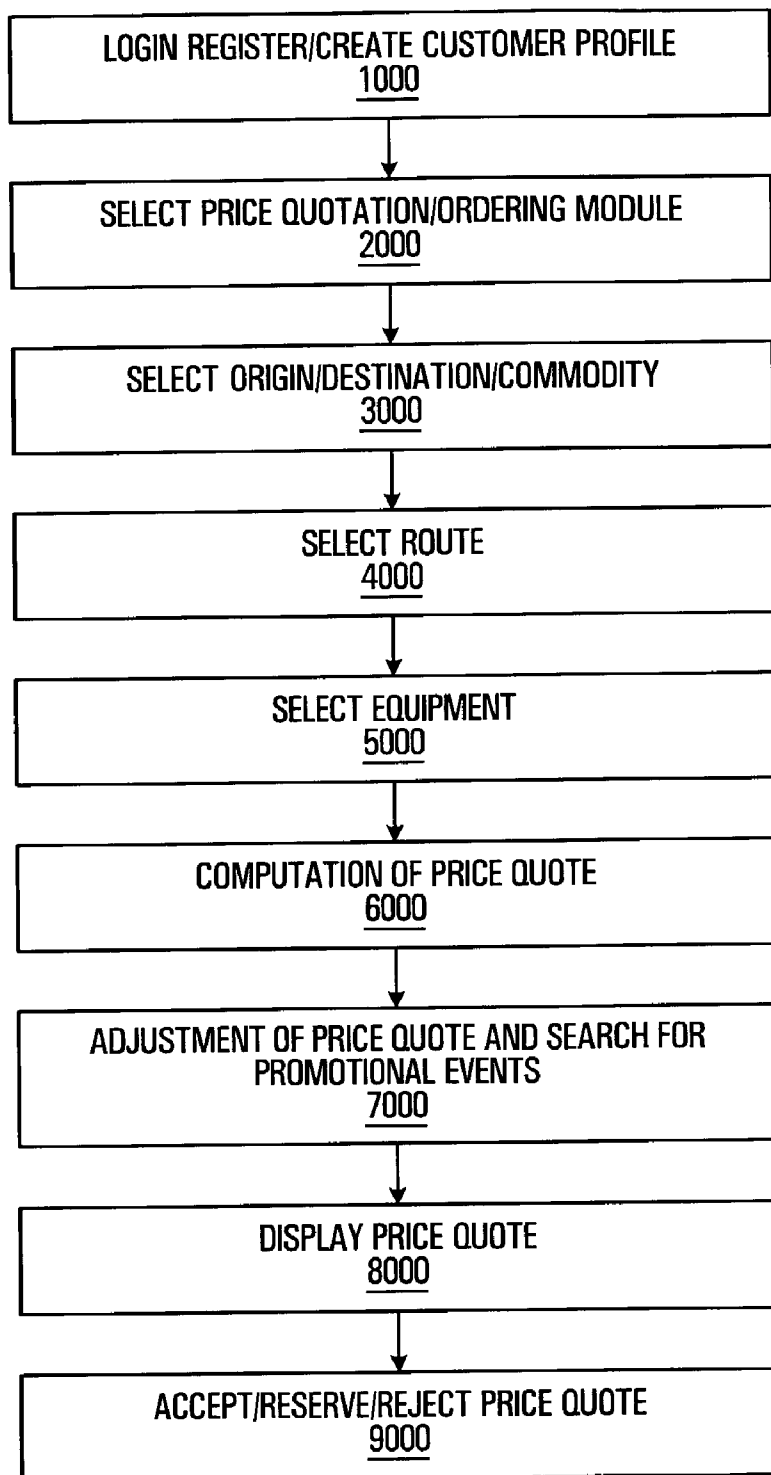 LOGIN REGISTER/CREATE CUSTOMER PROFILE
1000
SELECT PRICE QUOTATION/ORDERING MODULE
2000
SELECT ORIGIN/DESTINATION/COMMODITY
3000
SELECT ROUTE
4000
SELECT EQUIPMENT
5000
COMPUTATION OF PRICE QUOTE
6000
ADJUSTMENT OF PRICE QUOTE AND SEARCH FOR
PROMOTIONAL EVENTS
7000
DISPLAY PRICE QUOTE
8000
ACCEPT/RESERVE/REJECT PRICE QUOTE
9000